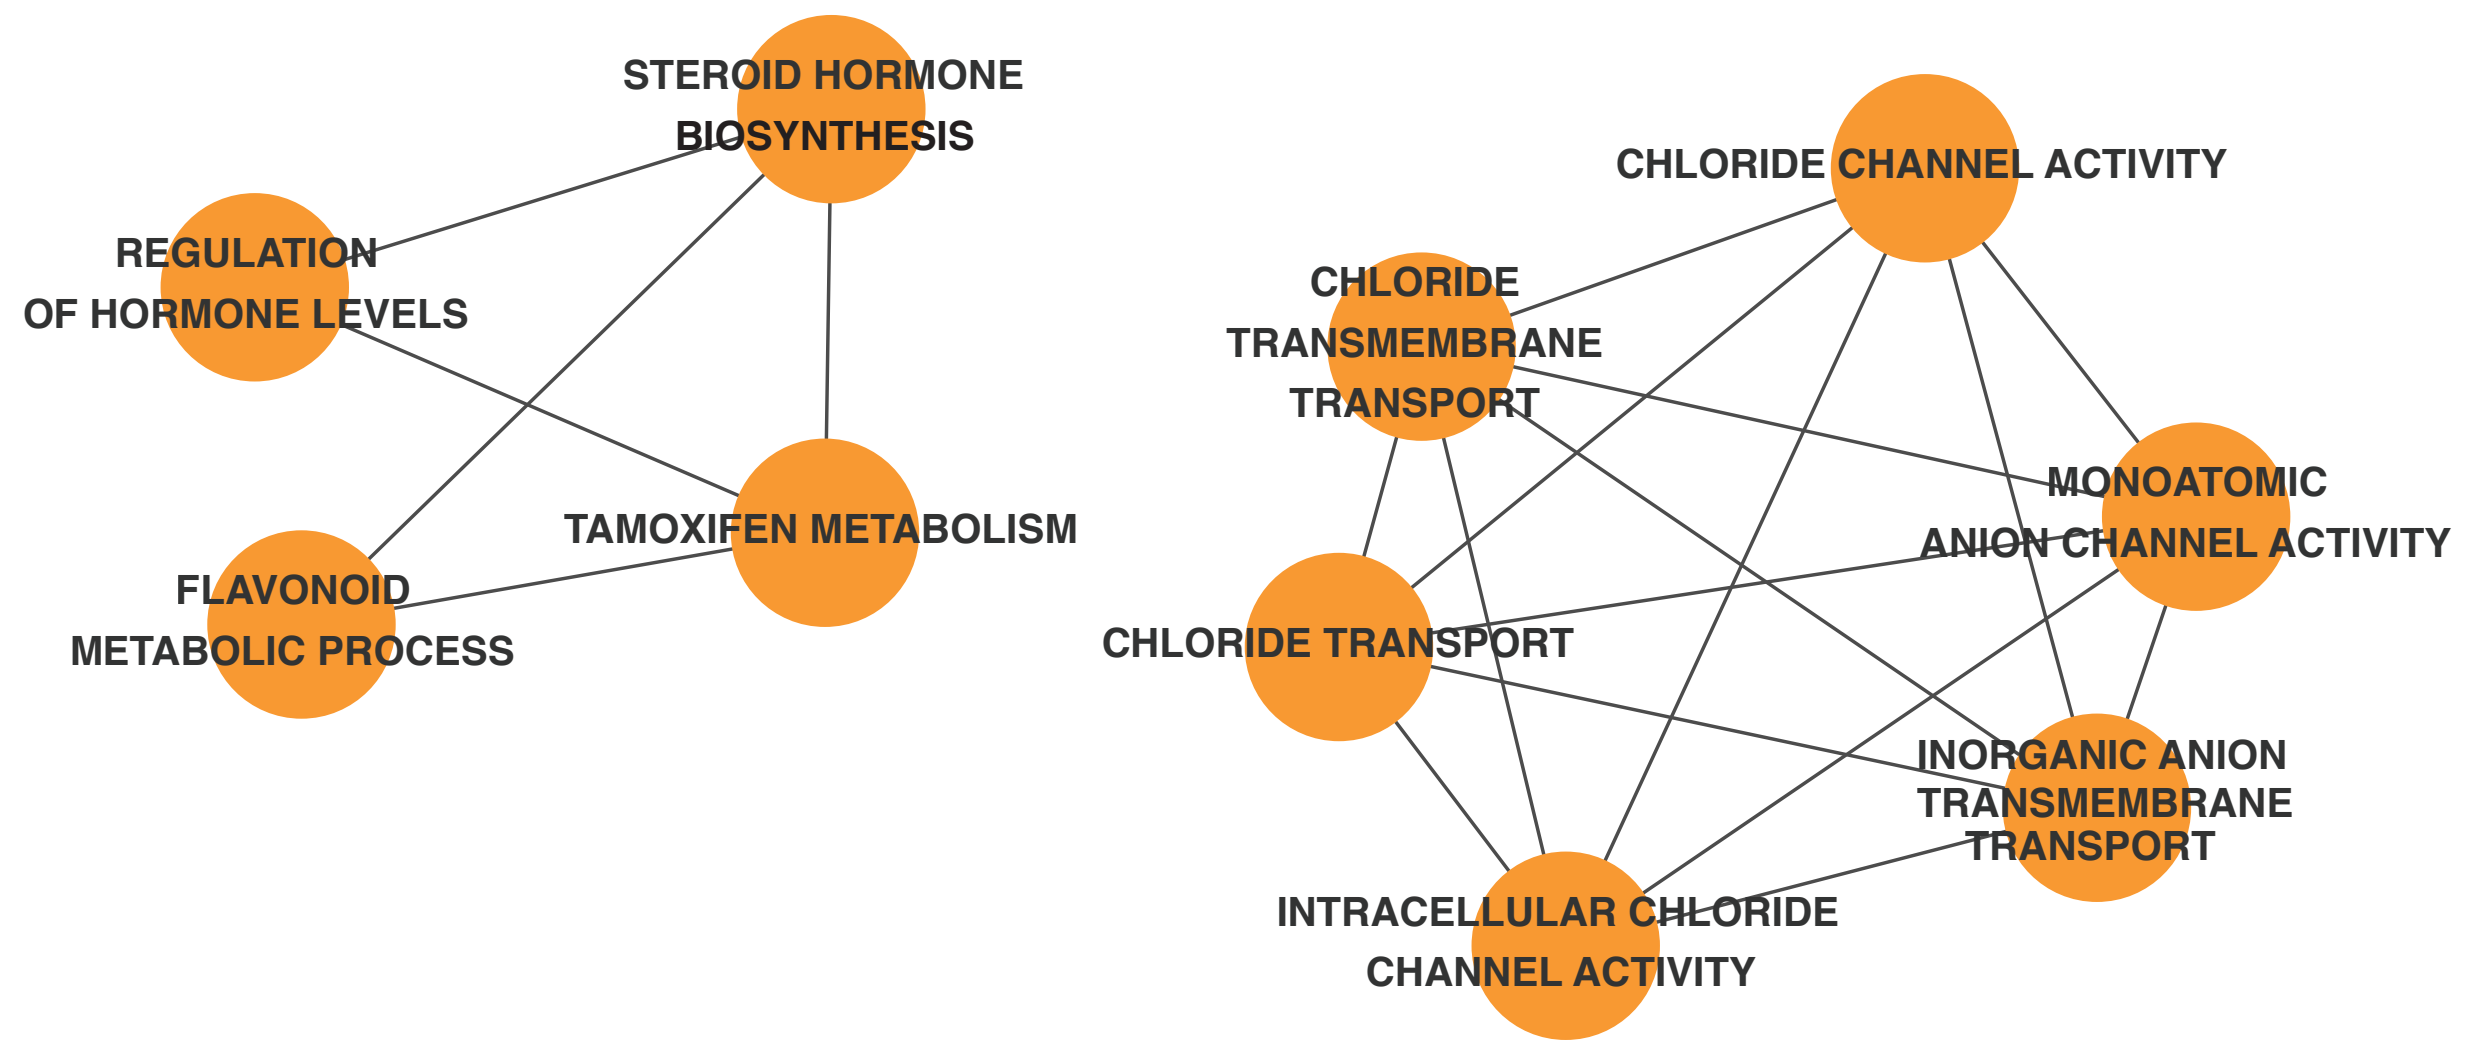 STEROID HORMONE
BIOSYNTHESIS
REGULATION
OF HORMONE LEVELS
TAMOXIFEN METABOLISM
FLAVONOID
METABOLIC PROCESS
CHLORIDE CHANNEL ACTIVITY
CHLORIDE
TRANSMEMBRANE
TRANSPORT
MONOATOMIC
ANION CHANNEL ACTIVITY
CHLORIDE TRANSPORT
INORGANIC ANION
TRANSMEMBRANE
TRANSPORT
INTRACELLULAR CHLORIDE
CHANNEL ACTIVITY